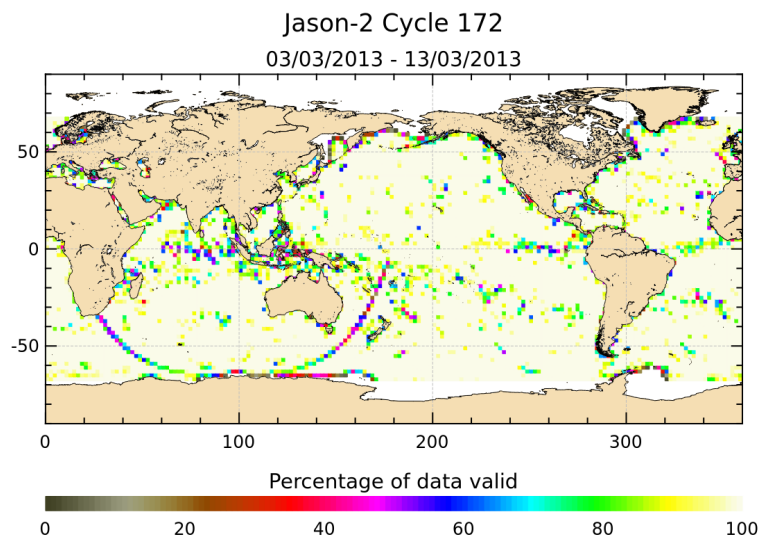 Jason-2 Cycle 172
03/03/2013 - 13/03/2013
50
0
-50
0 100 200 300
Percentage of data valid
0 20 40 60 80 100